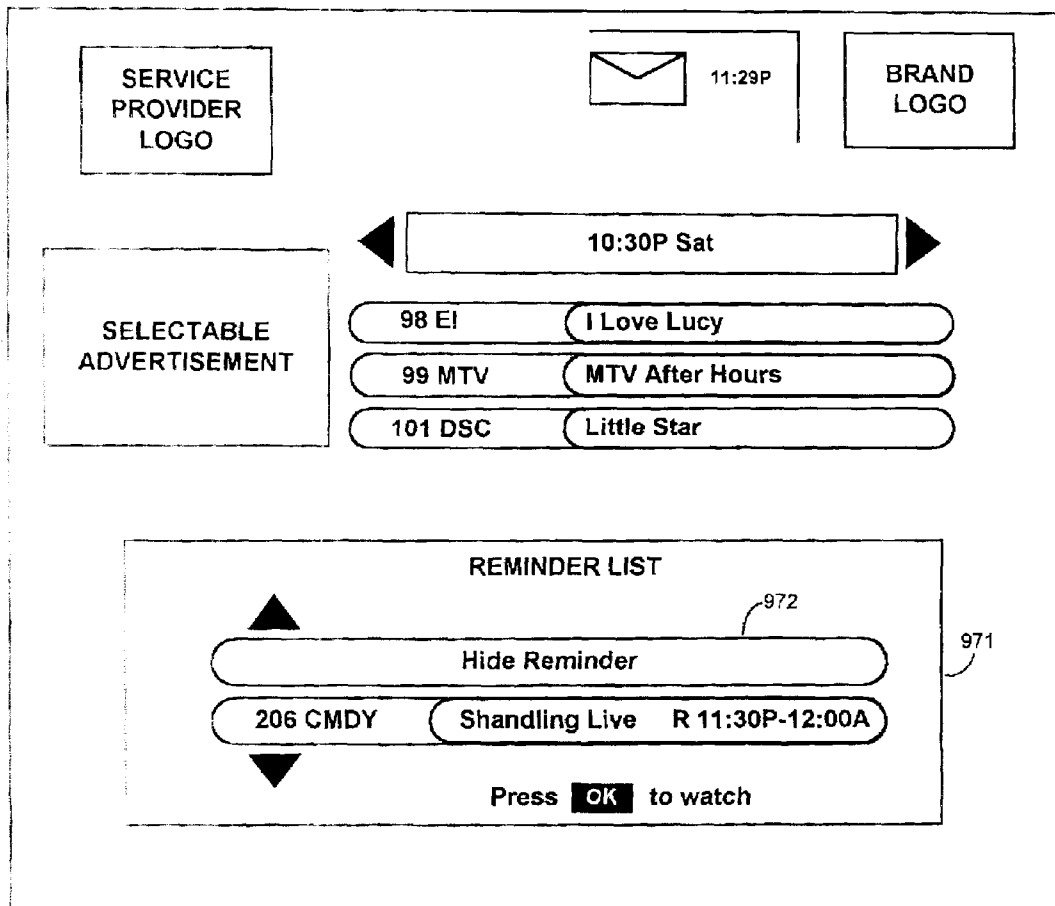 SERVICE
PROVIDER
LOGO
11:29P
BRAND
LOGO
10:30P Sat
SELECTABLE
ADVERTISEMENT
98 EI I Love Lucy
99 MTV MTV After Hours
101 DSC Little Star
REMINDER LIST
972
971
Hide Reminder
206 CMDY Shandling Live R 11:30P-12:00A
Press OK to watch